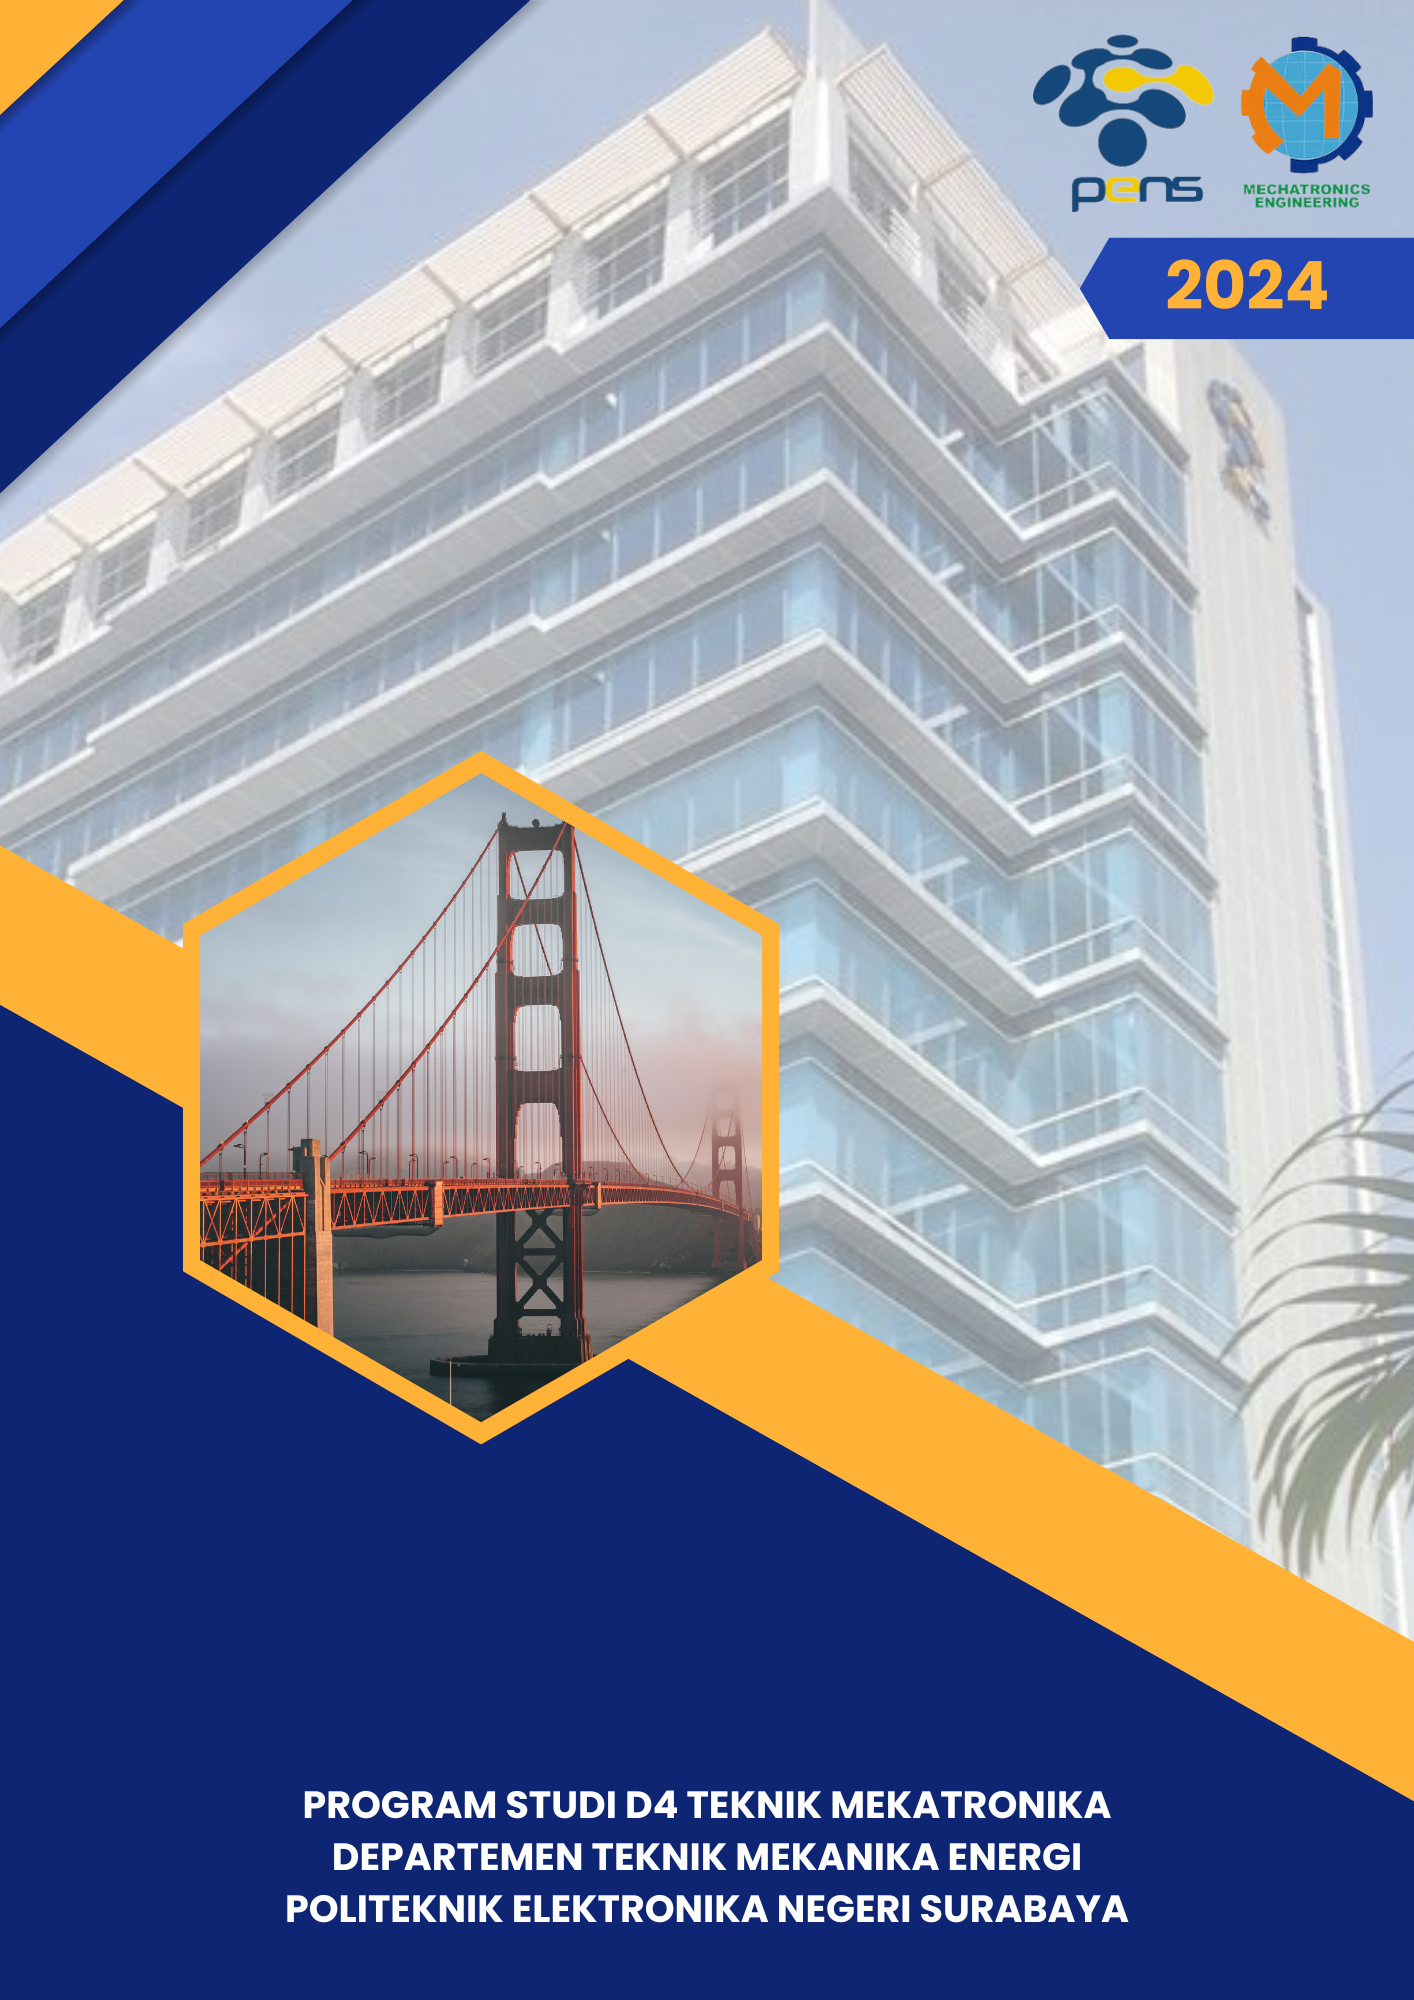 pens
MECHATRONICS
ENGINEERING
2024
PROGRAM STUDI D4 TEKNIK MEKATRONIKA
DEPARTEMEN TEKNIK MEKANIKA ENERGI
POLITEKNIK ELEKTRONIKA NEGERI SURABAYA